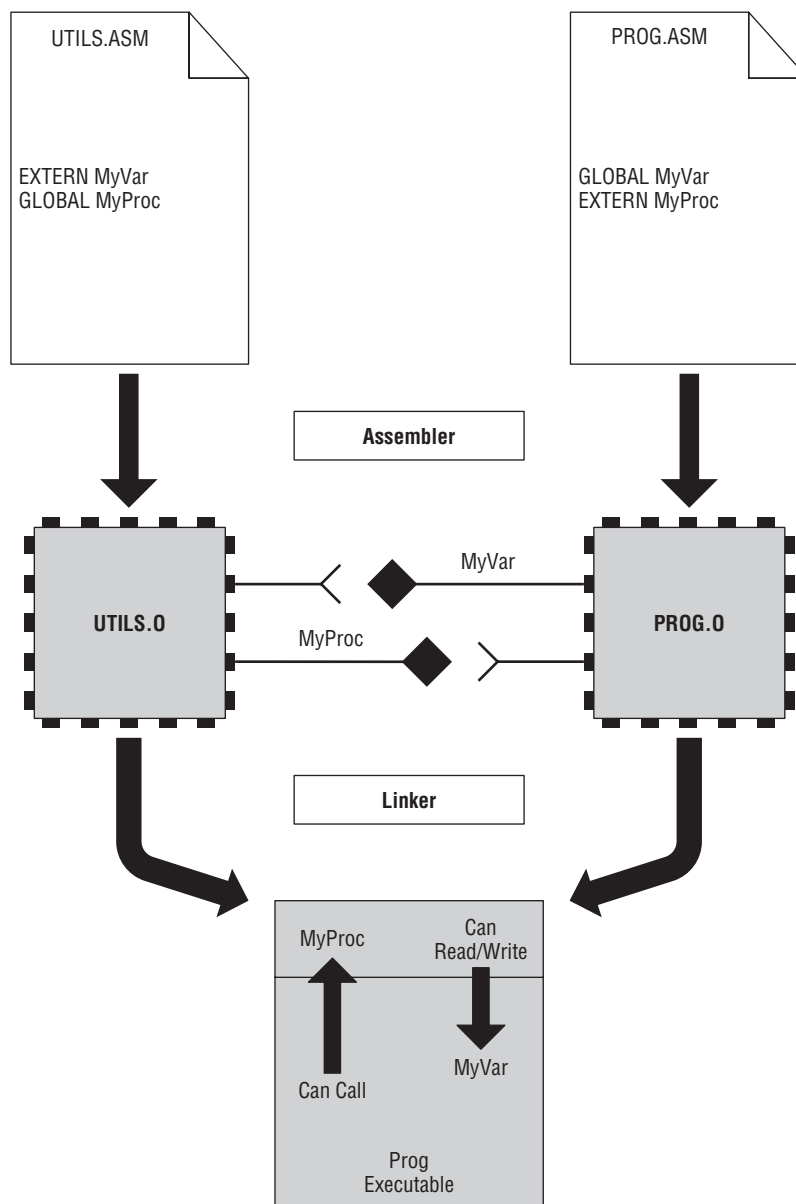 UTILS.ASM
EXTERN MyVar
GLOBAL MyProc
PROG.ASM
GLOBAL MyVar
EXTERN MyProc
Assembler
UTILS.O
MyVar
MyProc
PROG.O
Linker
MyProc
Can
Read/Write
Can Call
MyVar
Prog
Executable